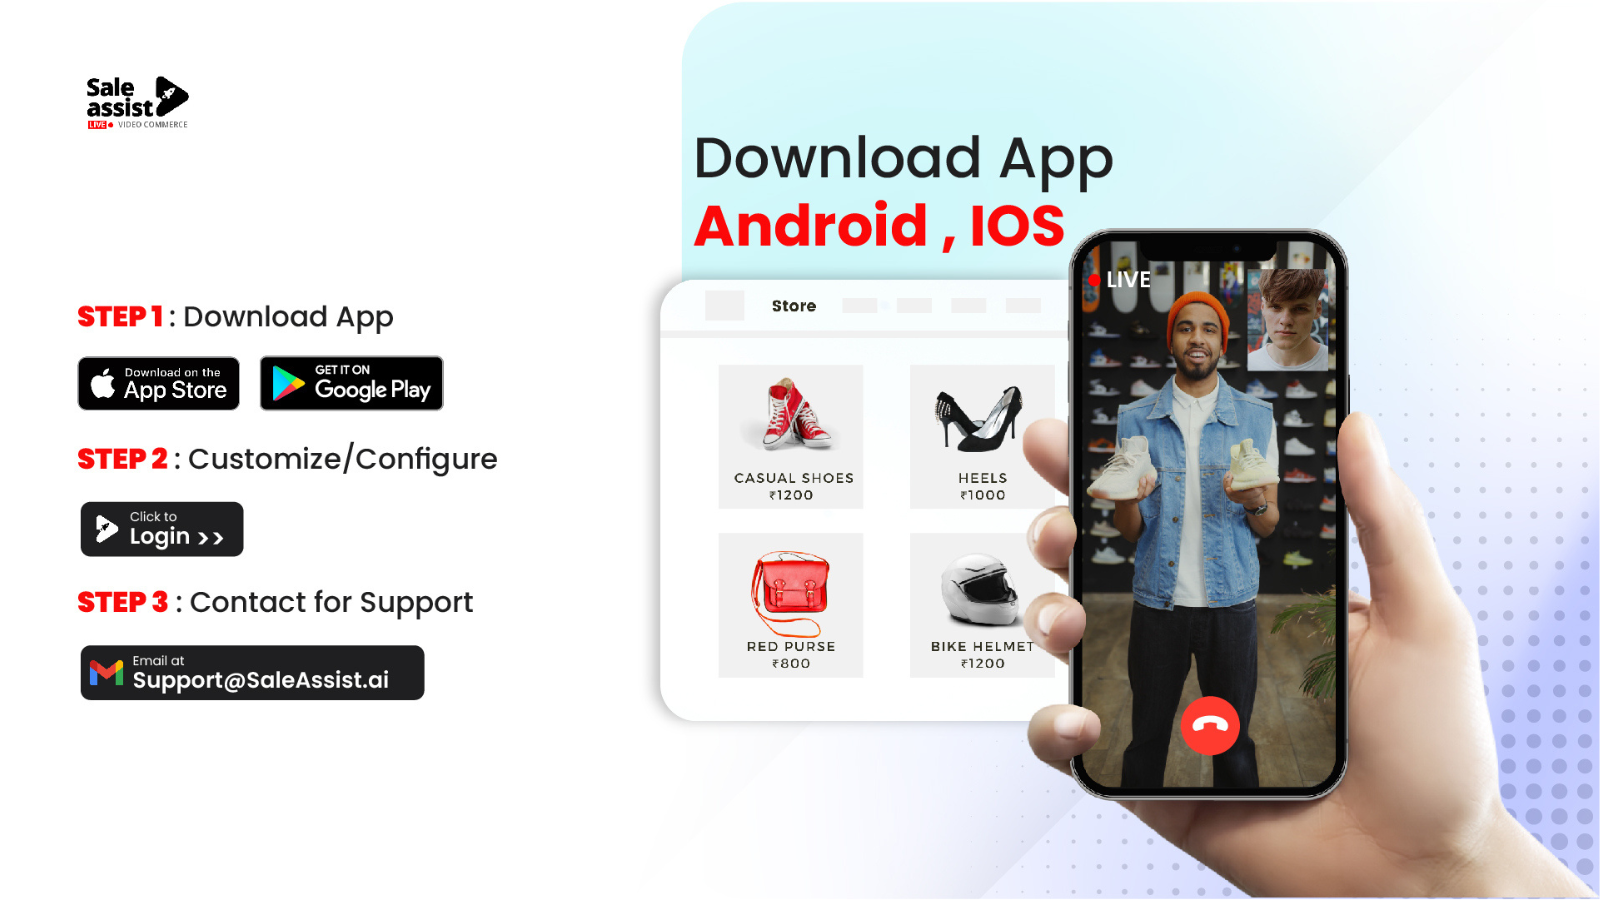 Sale
assist
LIVE VIDEO COMMERCE
Download App
Android , IOS
STEP 1 : Download App
Download on the
App Store
GET IT ON
Google Play
STEP 2 : Customize/Configure
Click to
Login >>
STEP 3 : Contact for Support
Email at
Support@SaleAssist.ai
Store
CASUAL SHOES
₹1200
HEELS
₹1000
RED PURSE
₹800
BIKE HELMET
₹1200
LIVE